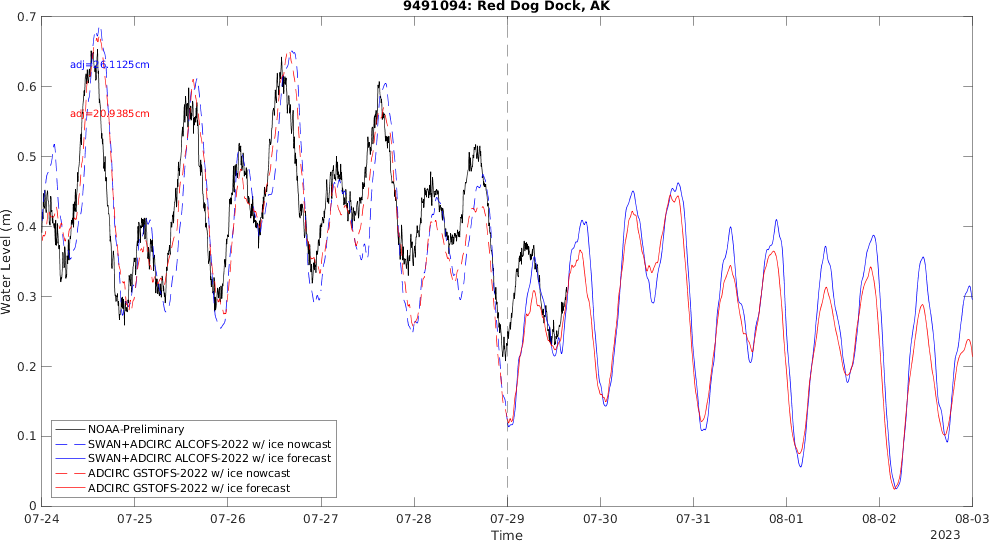 9491094: Red Dog Dock, AK
0.7
adj=26.1125cm
0.6
adj=20.9385cm
0.5
0.4
0.3
0.2
0.1
0
Water Level (m)
NOAA-Preliminary
SWAN+ADCIRC ALCOFS-2022 w/ ice nowcast
SWAN+ADCIRC ALCOFS-2022 w/ ice forecast
ADCIRC GSTOFS-2022 w/ ice nowcast
ADCIRC GSTOFS-2022 w/ ice forecast
07-24 07-25 07-26 07-27 07-28 07-29 07-30 07-31 08-01 08-02 08-03
Time
2023